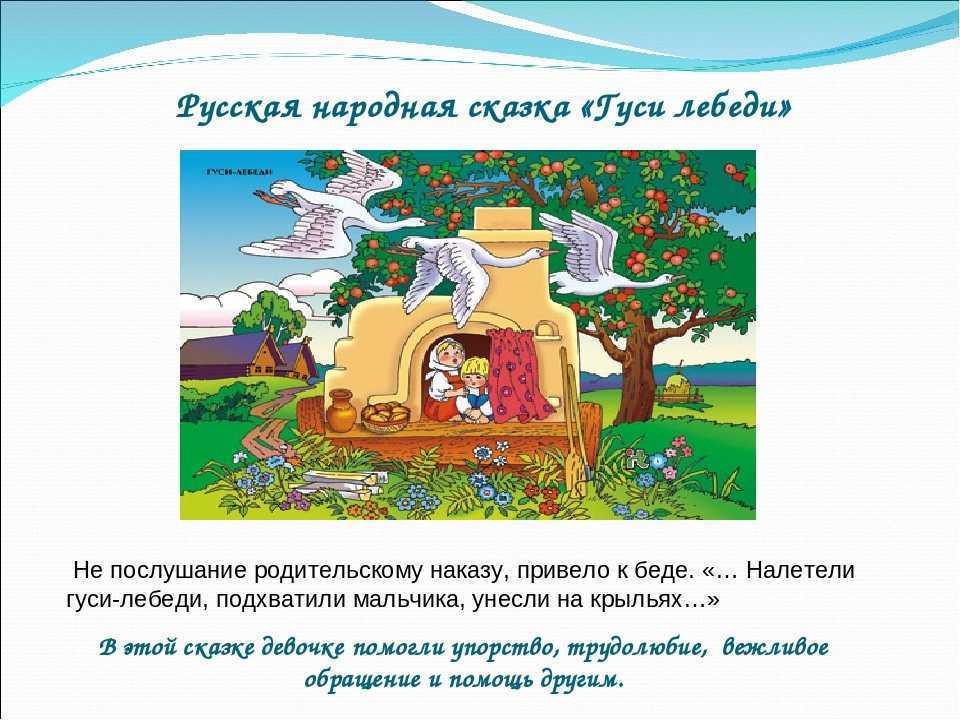 Русская народная сказка «Гуси лебеди»
ГУСИ-ЛЕБЕДИ
Не послушание родительскому наказу, привело к беде. «… Налетели
гуси-лебеди, подхватили мальчика, унесли на крыльях…»
В этой сказке девочке помогли упорство, трудолюбие, вежливое
обращение и помощь другим.